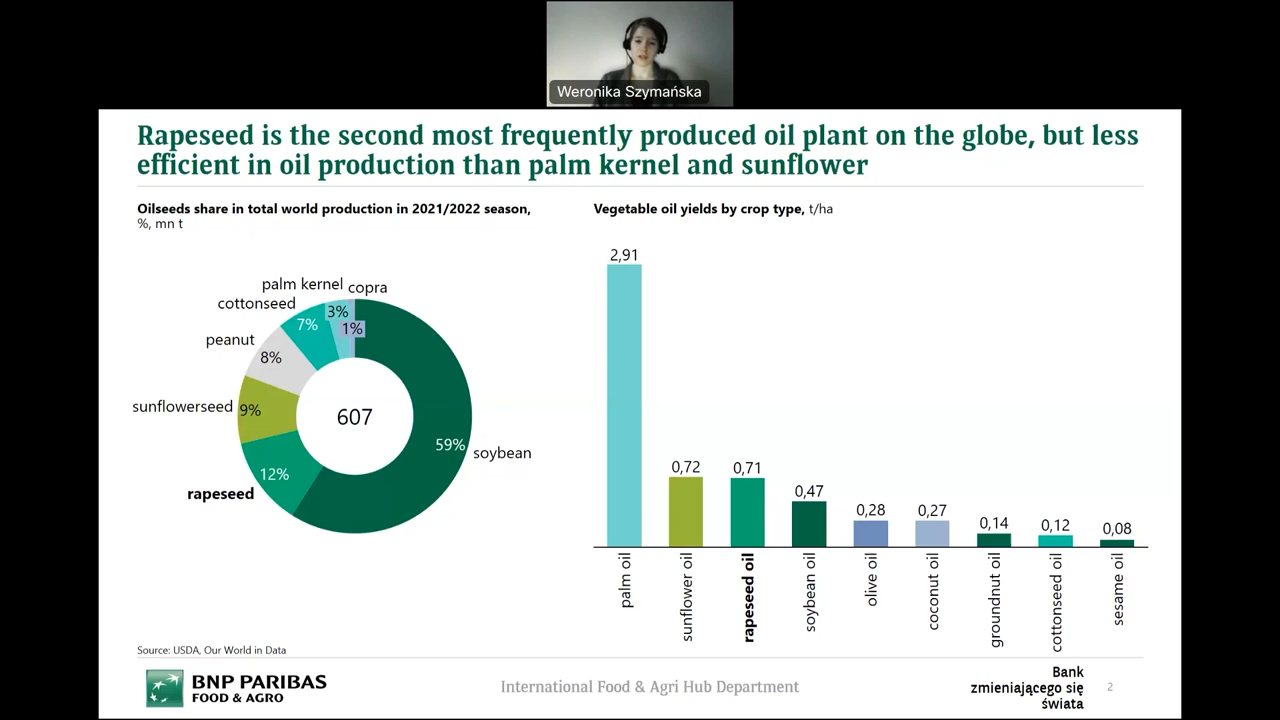 Weronika Szymańska
Rapeseed is the second most frequently produced oil plant on the globe, but less
efficient in oil production than palm kernel and sunflower
Oilseeds share in total world production in 2021/2022 season,
%, mn t
palm kernel
copra
cottonseed
3%
7%
1%
peanut
8%
sunflowerseed
9%
607
59%
soybean
12%
rapeseed
Vegetable oil yields by crop type, t/ha
2,91
0,72
0,71
0,47
0,28
0,27
0,14
0,12
0,08
palm oil
sunflower oil
rapeseed oil
soybean oil
olive oil
coconut oil
groundnut oil
cottonseed oil
sesame oil
Source: USDA, Our World in Data
BNP PARIBAS
FOOD & AGRO
International Food & Agri Hub Department
Bank
zmieniającego się
świata
2